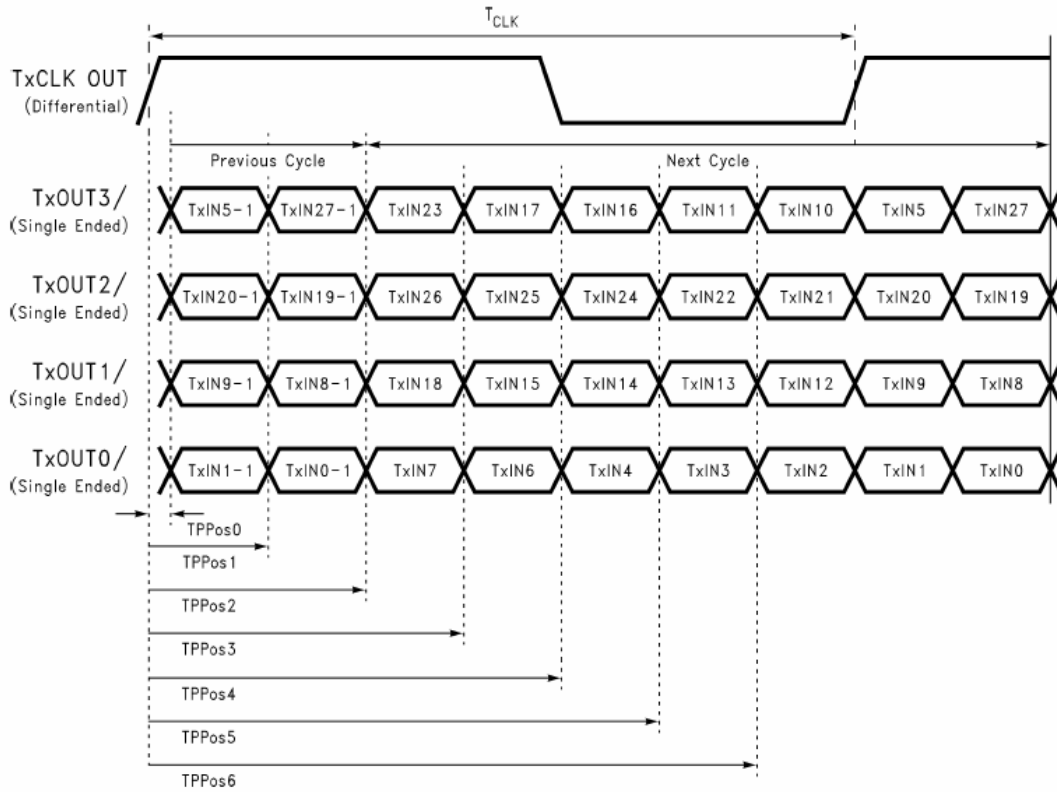 T_CLK
TxCLK OUT
(Differential)
Previous Cycle Next Cycle
TxOUT3/
(Single Ended)
TxIN5-1 TxIN27-1 TxIN23 TxIN17 TxIN16 TxIN11 TxIN10 TxIN5 TxIN27
TxOUT2/
(Single Ended)
TxIN20-1 TxIN19-1 TxIN26 TxIN25 TxIN24 TxIN22 TxIN21 TxIN20 TxIN19
TxOUT1/
(Single Ended)
TxIN9-1 TxIN8-1 TxIN18 TxIN15 TxIN14 TxIN13 TxIN12 TxIN9 TxIN8
TxOUT0/
(Single Ended)
TxIN1-1 TxIN0-1 TxIN7 TxIN6 TxIN4 TxIN3 TxIN2 TxIN1 TxIN0
TPPos0
TPPos1
TPPos2
TPPos3
TPPos4
TPPos5
TPPos6